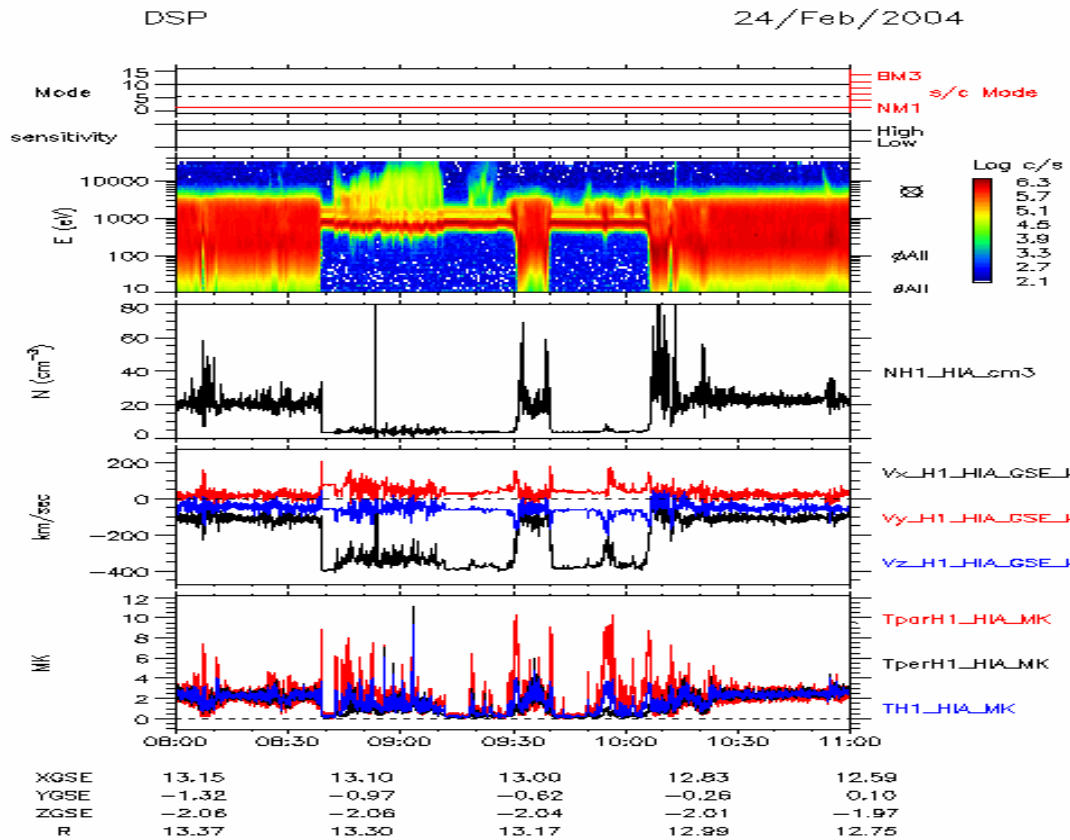 DSP 24/Feb/2004
Mode
15
10
5
0
BM3
s/c Mode
NM1
sensitivity
High
Low
E (eV)
10000
1000
100
10
Log c/s
6.3
5.7
5.1
4.5
3.9
3.3
2.7
2.1
N (cm⁻³)
80
60
40
20
0
NH1_HIA_cm3
km/sec
200
0
-200
-400
Vx_H1_HIA_GSE_
Vy_H1_HIA_GSE_
Vz_H1_HIA_GSE_
MK
12
10
8
6
4
2
0
TparH1_HIA_MK
TperH1_HIA_MK
TH1_HIA_MK
08:00 08:30 09:00 09:30 10:00 10:30 11:00
XGSE 13.15 13.10 13.00 12.83 12.59
YGSE -1.32 -0.97 -0.62 -0.26 0.10
ZGSE -2.06 -2.06 -2.04 -2.01 -1.97
R 13.37 13.30 13.17 12.99 12.75